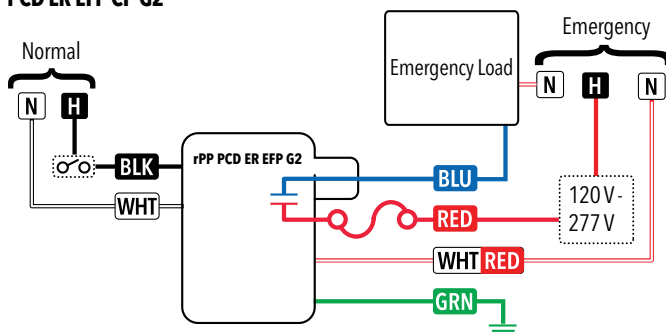 PCD ER EFP CP G2
Normal
Emergency
N
H
Emergency Load
N
H
N
BLK
rPP PCD ER EFP G2
WHT
BLU
RED
120 V -
277 V
WHT RED
GRN